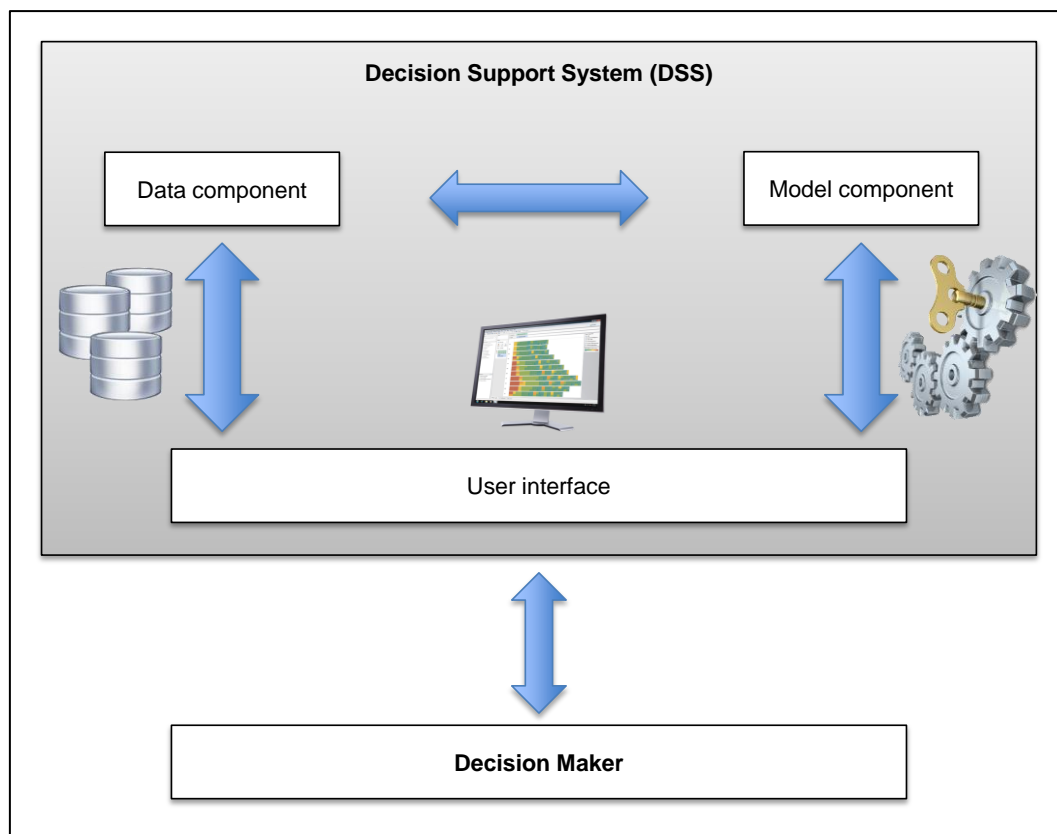 Decision Support System (DSS)
Data component
Model component
User interface
Decision Maker